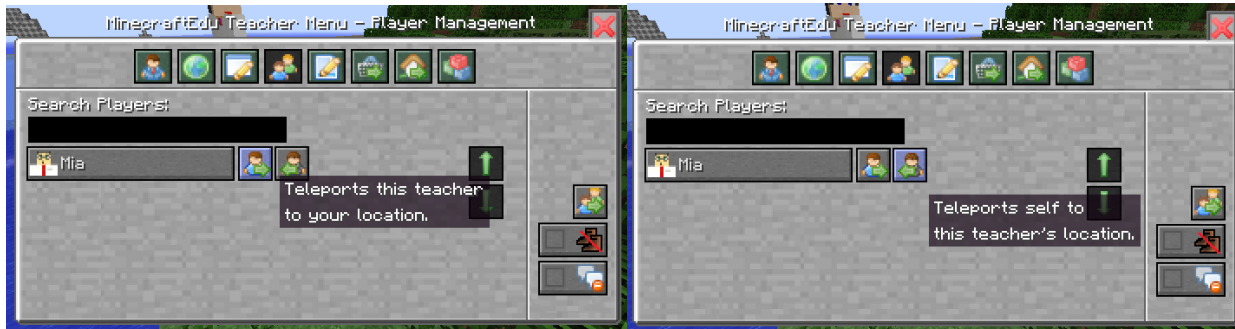 MinecraftEdu Teacher Menu - Player Management
Search Players:
Mia
Teleports this teacher
to your location.
MinecraftEdu Teacher Menu - Player Management
Search Players:
Mia
Teleports self to
this teacher's location.